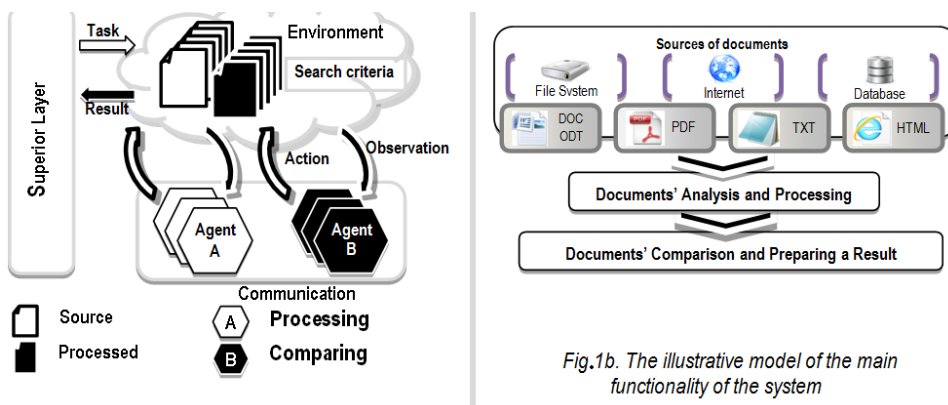 Task
Environment
Search criteria
Result
Superior Layer
Action
Observation
Agent
A
Agent
B
Communication
Source
A
Processing
Processed
B
Comparing
Sources of documents
File System
Internet
Database
DOC
ODT
PDF
TXT
HTML
Documents' Analysis and Processing
Documents' Comparison and Preparing a Result
Fig.1b. The illustrative model of the main
functionality of the system